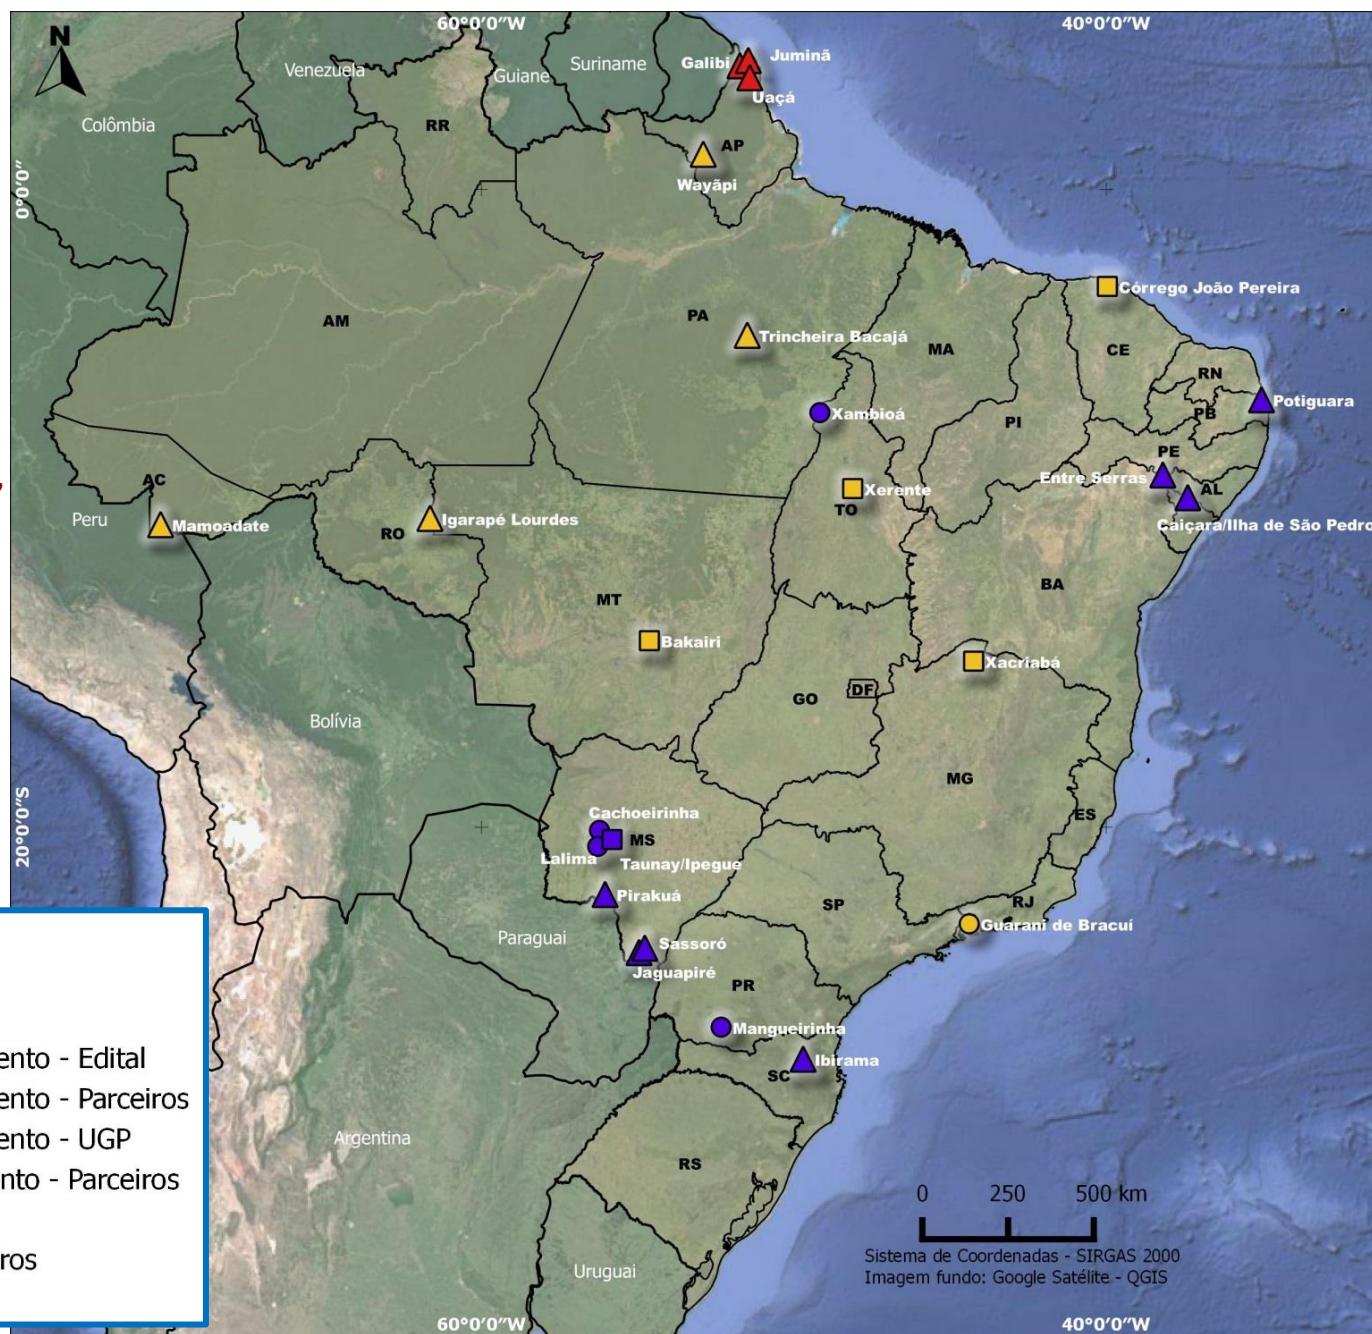 60°0'0"W
40°0'0"W
N
Venezuela
Guiane
Suriname
Galibi
Juminã
Uaçá
Colômbia
RR
AP
Wayãpi
0°0'0"
Córrego João Pereira
AM
PA
Trincheira Bacajá
MA
CE
RN
PB
Potiguara
Xambioá
PI
PE
Entre Serras
AL
Caiçara/Ilha de São Pedro
AC
Peru
Mamoadate
RO
Igarapé Lourdes
Xerente
TO
MT
BA
Bakairi
Xacriabá
GO
DF
Bolívia
MG
ES
20°0'0"S
Cachoeirinha
MS
Lalima
Taunay/Ipegue
Pirakuá
SP
RJ
Guarani de Bracuí
Paraguai
Sassoró
Jaguapiré
PR
Mangueirinha
Ibirama
SC
ento - Edital
ento - Parceiros
ento - UGP
nto - Parceiros
ros
Argentina
RS
Uruguai
0 250 500 km
Sistema de Coordenadas - SIRGAS 2000
Imagem fundo: Google Satélite - QGIS
60°0'0"W
40°0'0"W